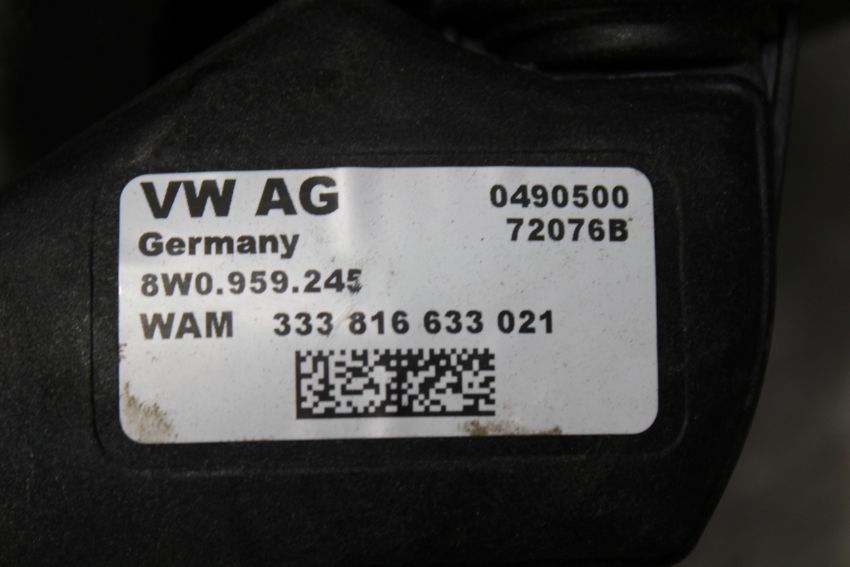 VW AG
0490500
72076B
Germany
8W0.959.245
WAM 333 816 633 021